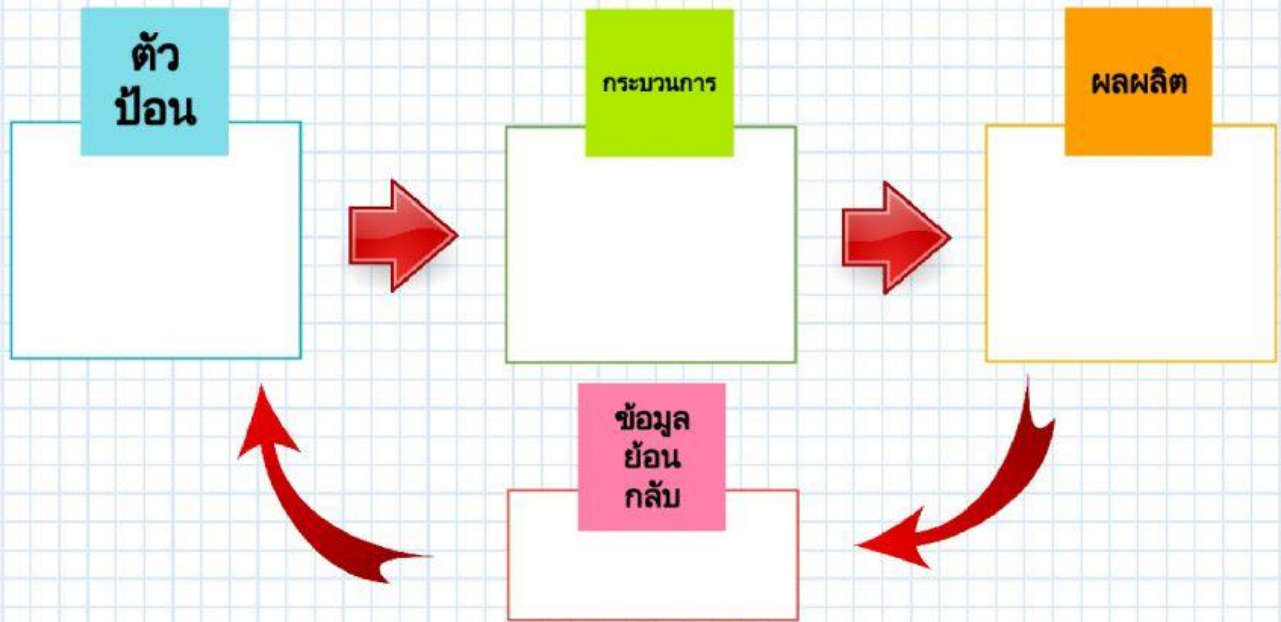 ตัว
ป้อน
กระบวนการ
ผลผลิต
ข้อมูล
ย้อน
กลับ